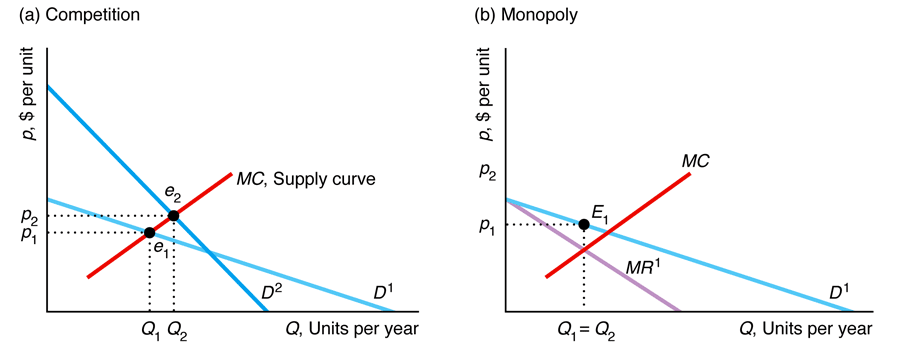 (a) Competition
p, $ per unit
MC, Supply curve
e2
p2
p1
e1
D2
D1
Q1 Q2
Q, Units per year
(b) Monopoly
p, $ per unit
MC
p2
E1
p1
MR1
D1
Q1 = Q2
Q, Units per year